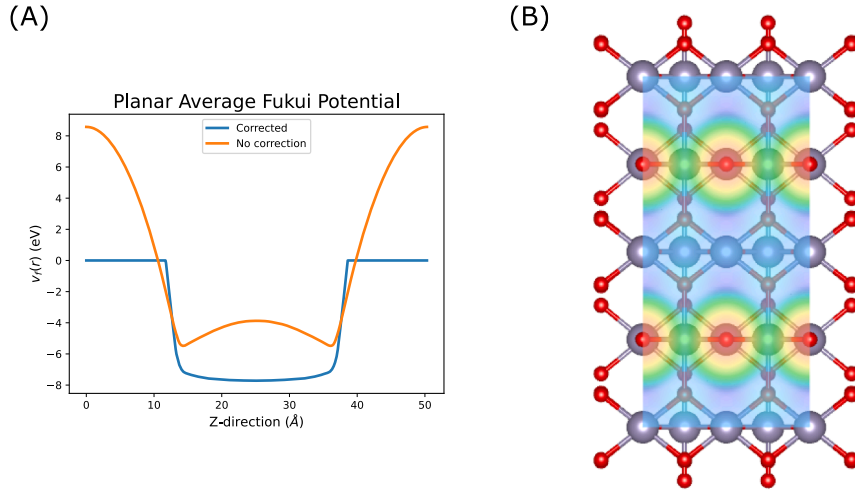 (A)
Planar Average Fukui Potential
Corrected
No correction
8
6
4
2
0
−2
−4
−6
−8
v_f(r) (eV)
0 10 20 30 40 50
Z-direction (Å)
(B)